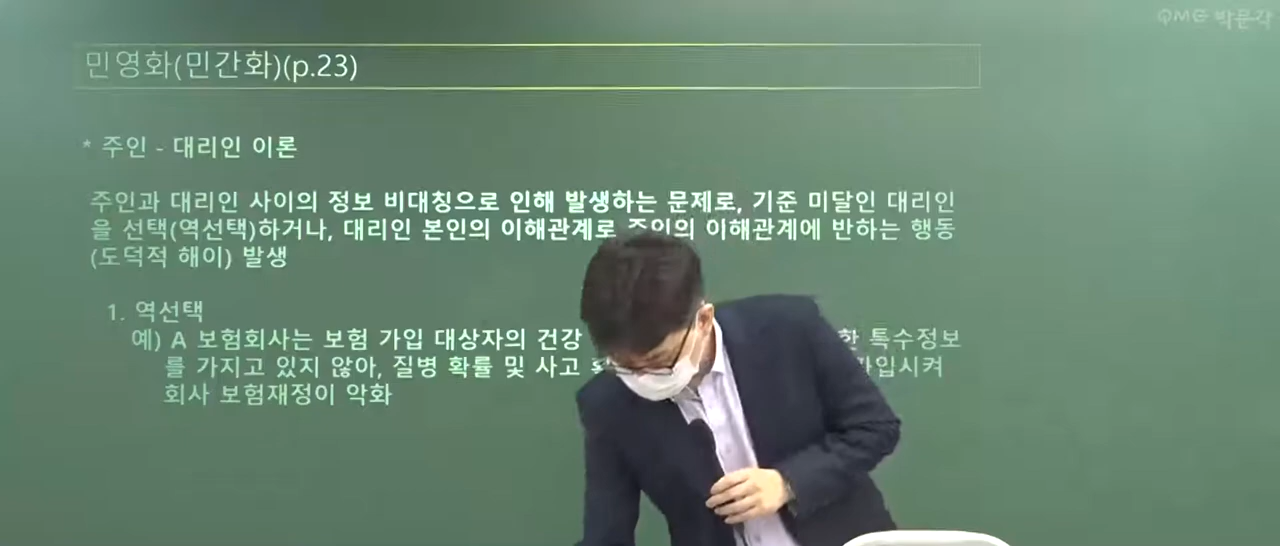 PMG 박문각
민영화(민간화)(p.23)
* 주인 - 대리인 이론
주인과 대리인 사이의 정보 비대칭으로 인해 발생하는 문제로, 기준 미달인 대리인
을 선택(역선택)하거나, 대리인 본인의 이해관계로 주인의 이해관계에 반하는 행동
(도덕적 해이) 발생
1. 역선택
예) A 보험회사는 보험 가입 대상자의 건강 한 특수정보
를 가지고 있지 않아, 질병 확률 및 사고 가입시켜
회사 보험재정이 악화